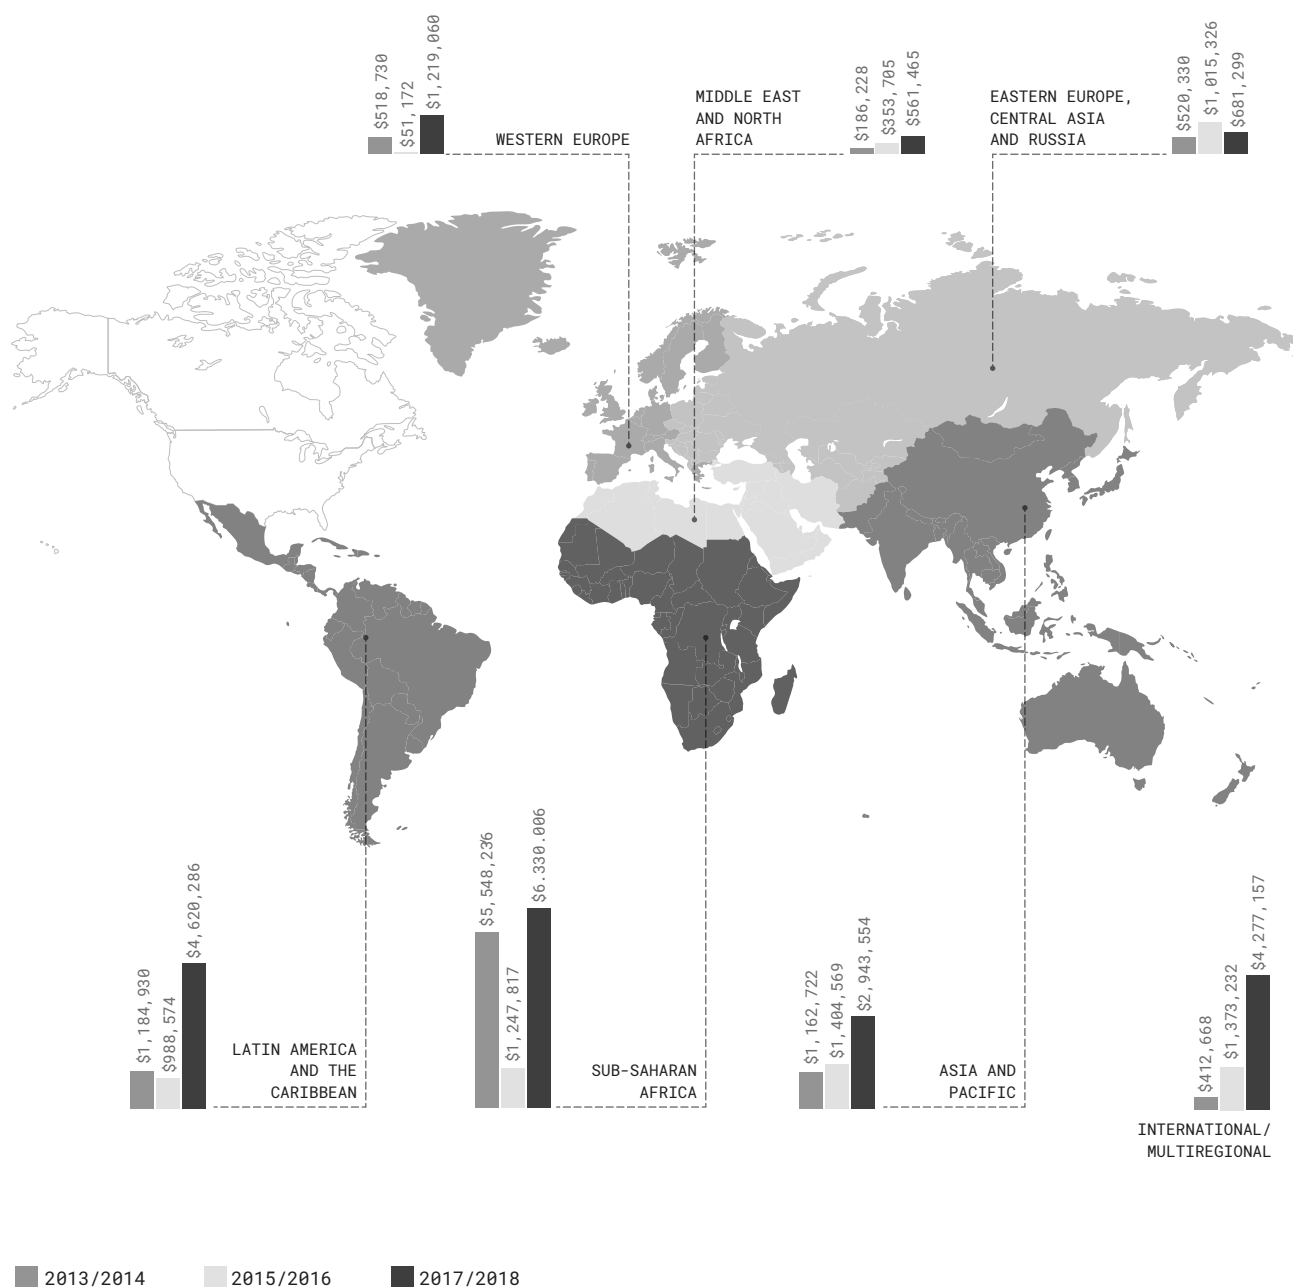 $518,730
$51,172
$1,219,060
WESTERN EUROPE
MIDDLE EAST
AND NORTH
AFRICA
$186,228
$353,705
$561,465
EASTERN EUROPE,
CENTRAL ASIA
AND RUSSIA
$520,330
$1,015,326
$681,299
$1,184,930
$988,574
$4,620,286
LATIN AMERICA
AND THE
CARIBBEAN
$5,548,236
$1,247,817
$6.330.006
SUB-SAHARAN
AFRICA
$1,162,722
$1,404,569
$2,943,554
ASIA AND
PACIFIC
$412,668
$1,373,232
$4,277,157
INTERNATIONAL/
MULTIREGIONAL
2013/2014
2015/2016
2017/2018